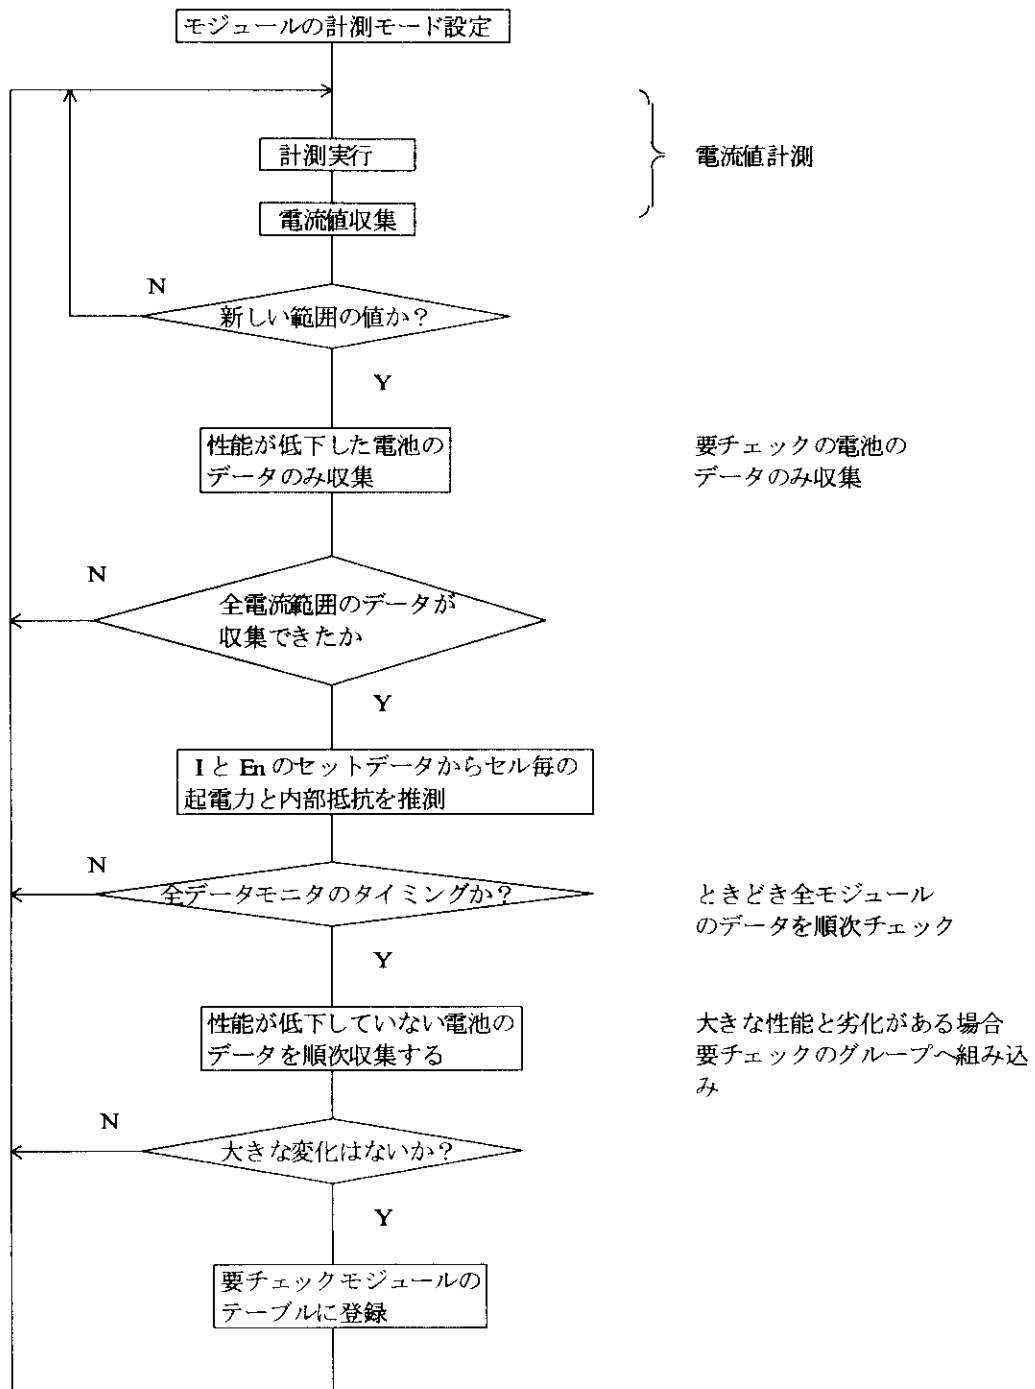 モジュールの計測モード設定
計測実行
電流値計測
電流値収集
N
新しい範囲の値か？
Y
性能が低下した電池の
データのみ収集
要チェックの電池の
データのみ収集
N
全電流範囲のデータが
収集できたか
Y
I と En のセットデータからセル毎の
起電力と内部抵抗を推測
N
全データモニタのタイミングか？
ときどき全モジュール
のデータを順次チェック
Y
性能が低下していない電池の
データを順次収集する
大きな性能と劣化がある場合
要チェックのグループへ組み込
み
N
大きな変化はないか？
Y
要チェックモジュールの
テーブルに登録